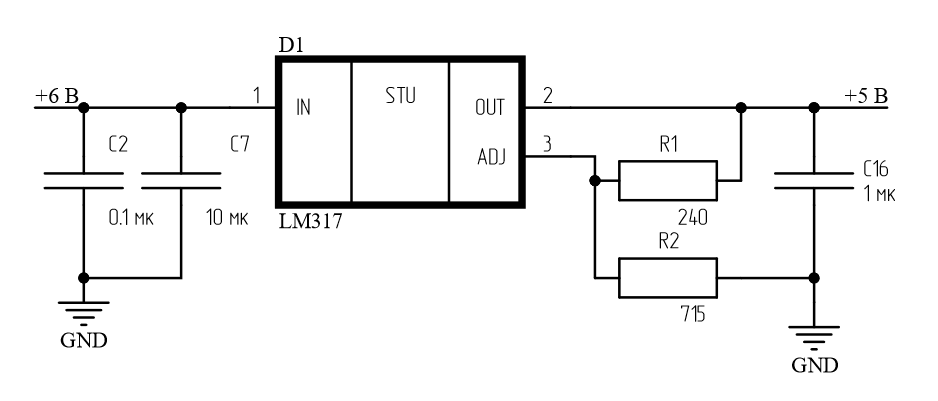 D1
+6 В
1
IN
STU
OUT
2
+5 В
C2
C7
ADJ
3
R1
C16
1 мк
0.1 мк
10 мк
LM317
240
R2
715
GND
GND